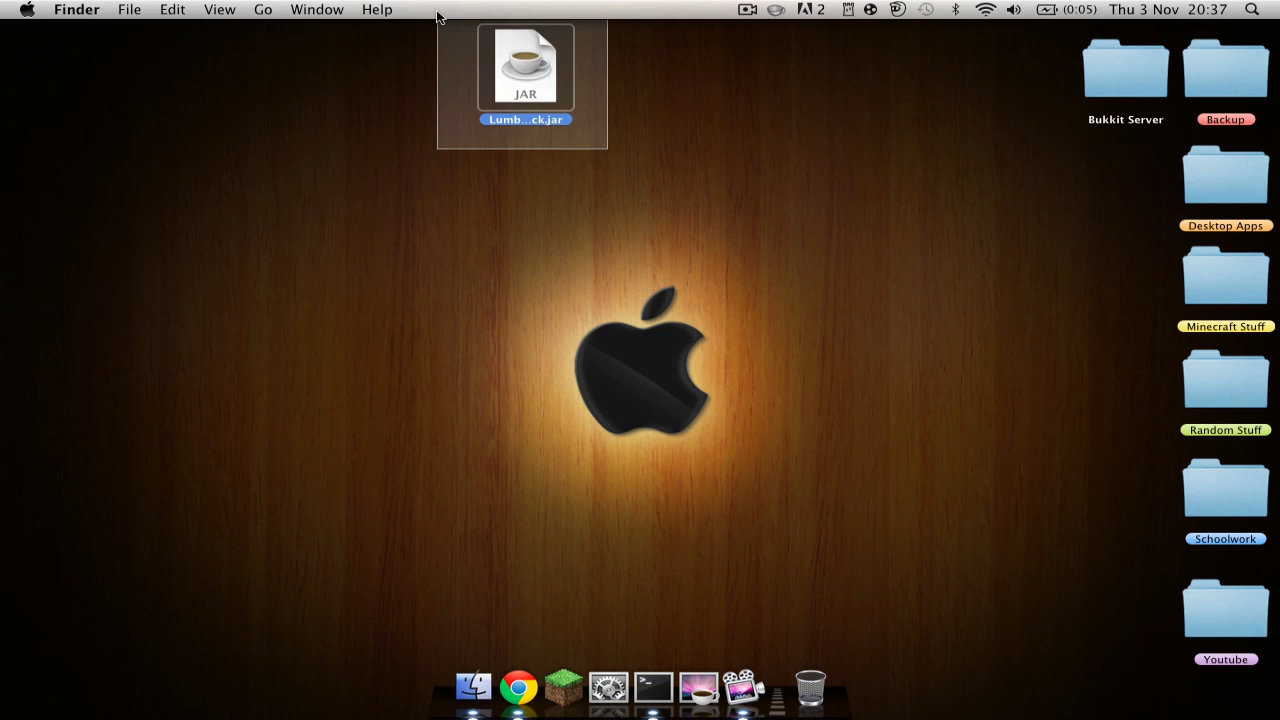 Finder File Edit View Go Window Help 2 (0:05) Thu 3 Nov 20:37
JAR
Lumb...ck.jar
Bukkit Server
Backup
Desktop Apps
Minecraft Stuff
Random Stuff
Schoolwork
Youtube
>_